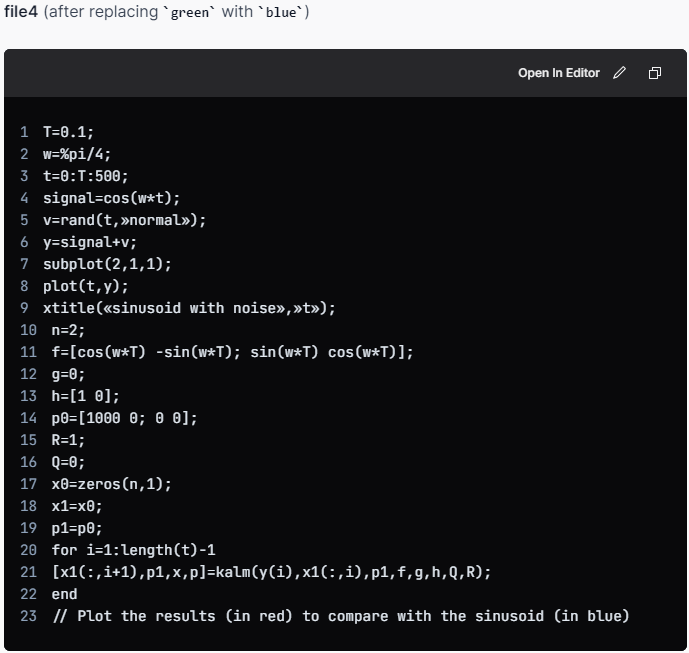 file4 (after replacing `green` with `blue`)
Open In Editor
1 T=0.1;
2 w=%pi/4;
3 t=0:T:500;
4 signal=cos(w*t);
5 v=rand(t,»normal»);
6 y=signal+v;
7 subplot(2,1,1);
8 plot(t,y);
9 xtitle(«sinusoid with noise»,»t»);
10 n=2;
11 f=[cos(w*T) -sin(w*T); sin(w*T) cos(w*T)];
12 g=0;
13 h=[1 0];
14 p0=[1000 0; 0 0];
15 R=1;
16 Q=0;
17 x0=zeros(n,1);
18 x1=x0;
19 p1=p0;
20 for i=1:length(t)-1
21 [x1(:,i+1),p1,x,p]=kalm(y(i),x1(:,i),p1,f,g,h,Q,R);
22 end
23 // Plot the results (in red) to compare with the sinusoid (in blue)